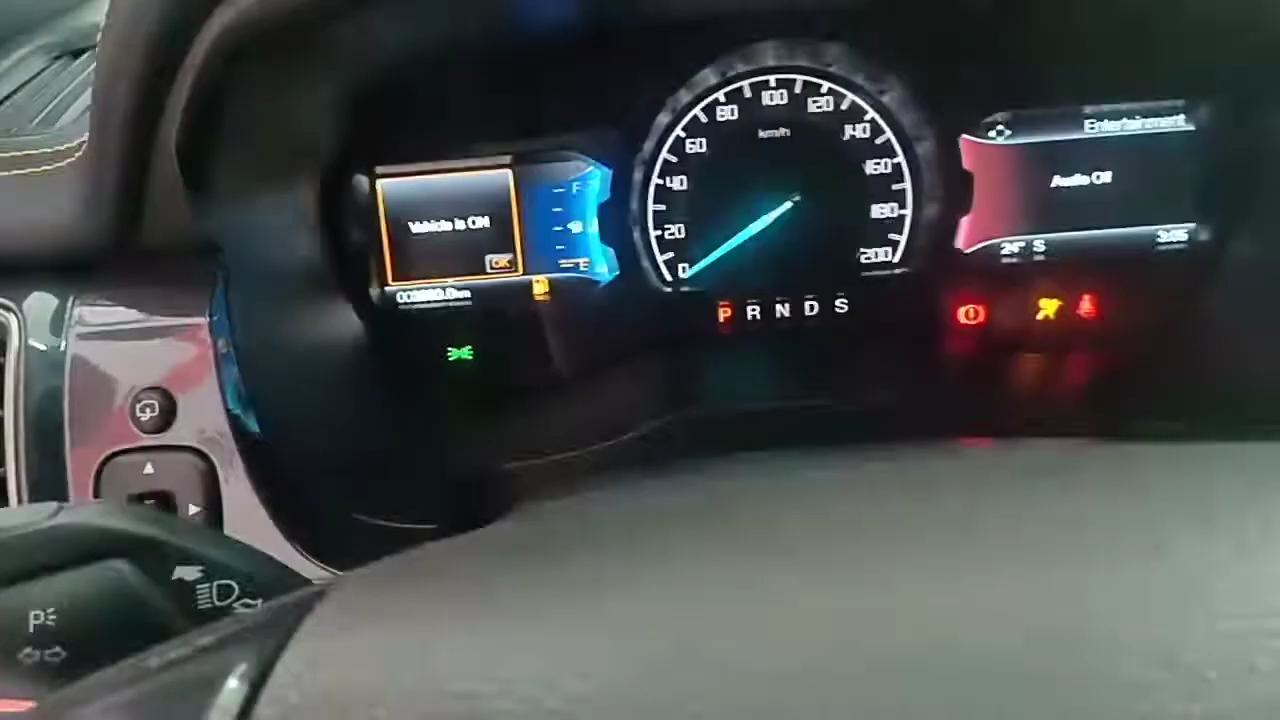 Entertainment
Audio Off
24° S
3:05
Vehicle is ON
OK
F
E
0
20
40
60
80
100
120
140
160
180
200
km/h
P R N D S
P